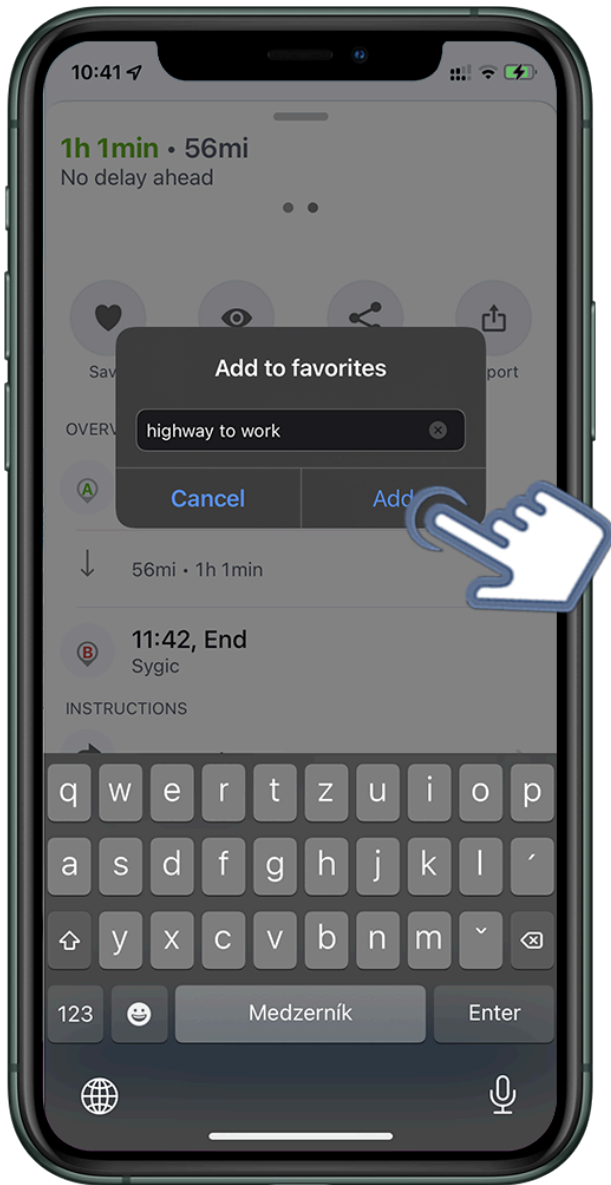 10:41
1h 1min • 56mi
No delay ahead
Sav
port
Add to favorites
highway to work
OVERV
Cancel
Add
A
56mi • 1h 1min
11:42, End
B
Sygic
INSTRUCTIONS
q w e r t z u i o p
a s d f g h j k l ´
y x c v b n m ˇ
123
Medzerník
Enter